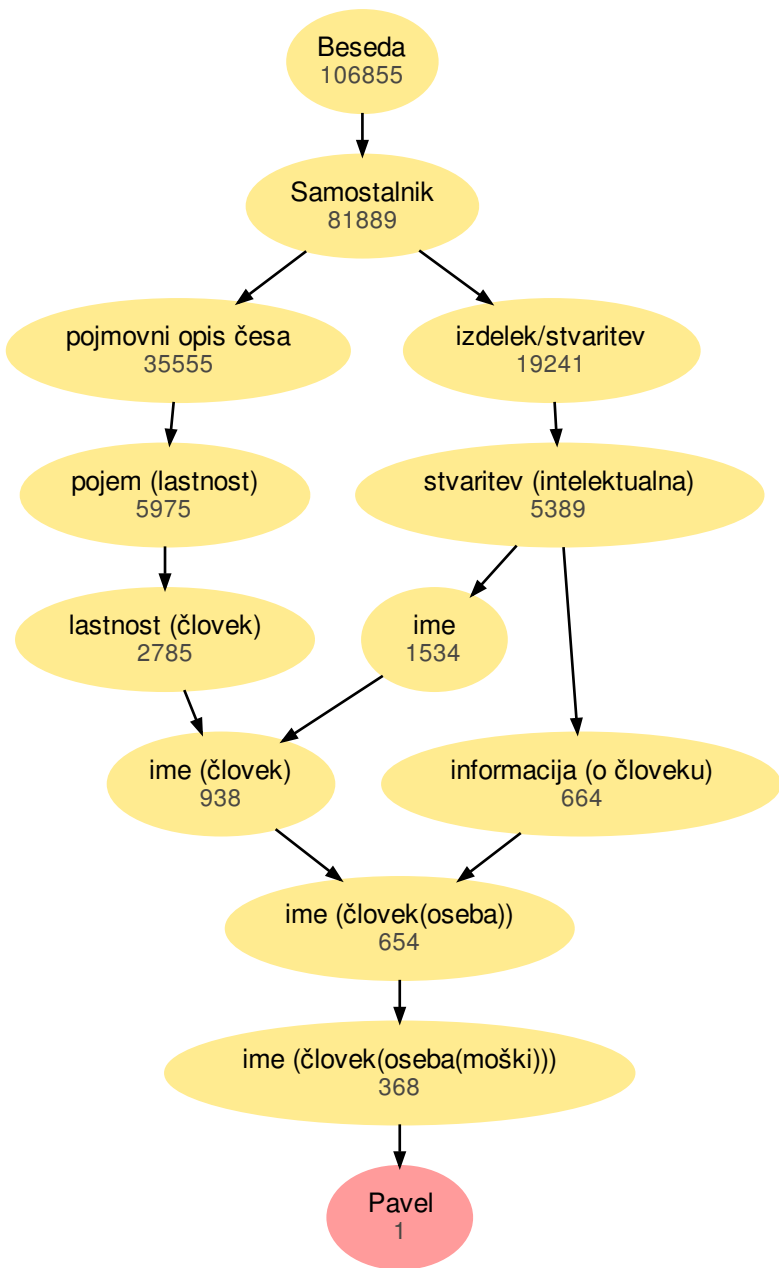 Beseda
106855
Samostalnik
81889
pojmovni opis česa
35555
izdelek/stvaritev
19241
pojem (lastnost)
5975
stvaritev (intelektualna)
5389
lastnost (človek)
2785
ime
1534
ime (človek)
938
informacija (o človeku)
664
ime (človek(oseba))
654
ime (človek(oseba(moški)))
368
Pavel
1